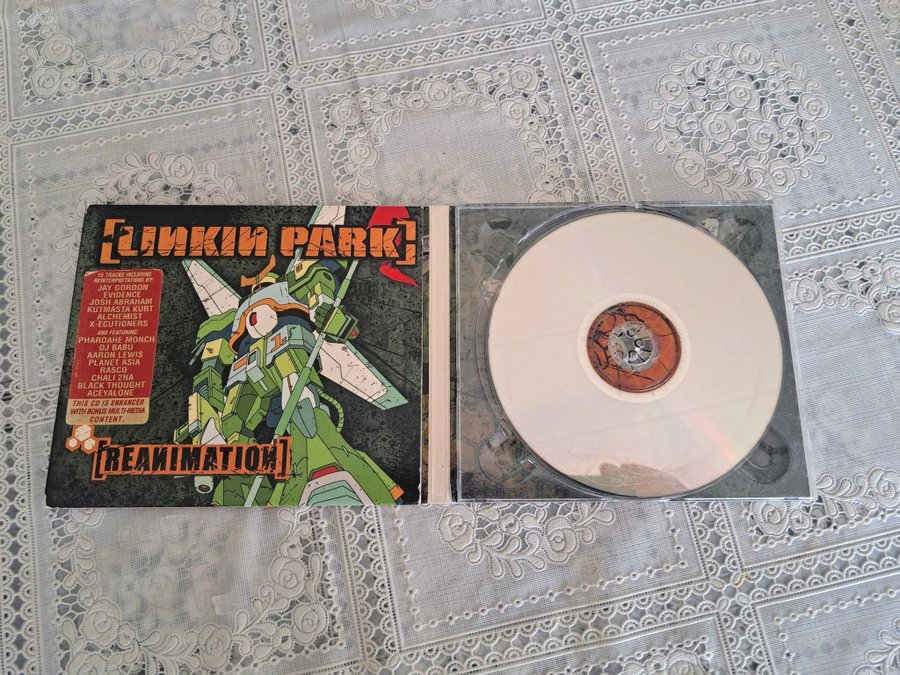 [LINKIN PARK]
15 TRACKS INCLUDING
REINTERPRETATIONS BY:
JAY GORDON
EVIDENCE
JOSH ABRAHAM
KUTMASTA KURT
ALCHEMIST
X-ECUTIONERS
AND FEATURING:
PHAROAHE MONCH
DJ BABU
AARON LEWIS
PLANET ASIA
RASCO
CHALI 2NA
BLACK THOUGHT
ACEYALONE
THIS CD IS ENHANCED
WITH BONUS MULTI-MEDIA
CONTENT.
[REANIMATION]